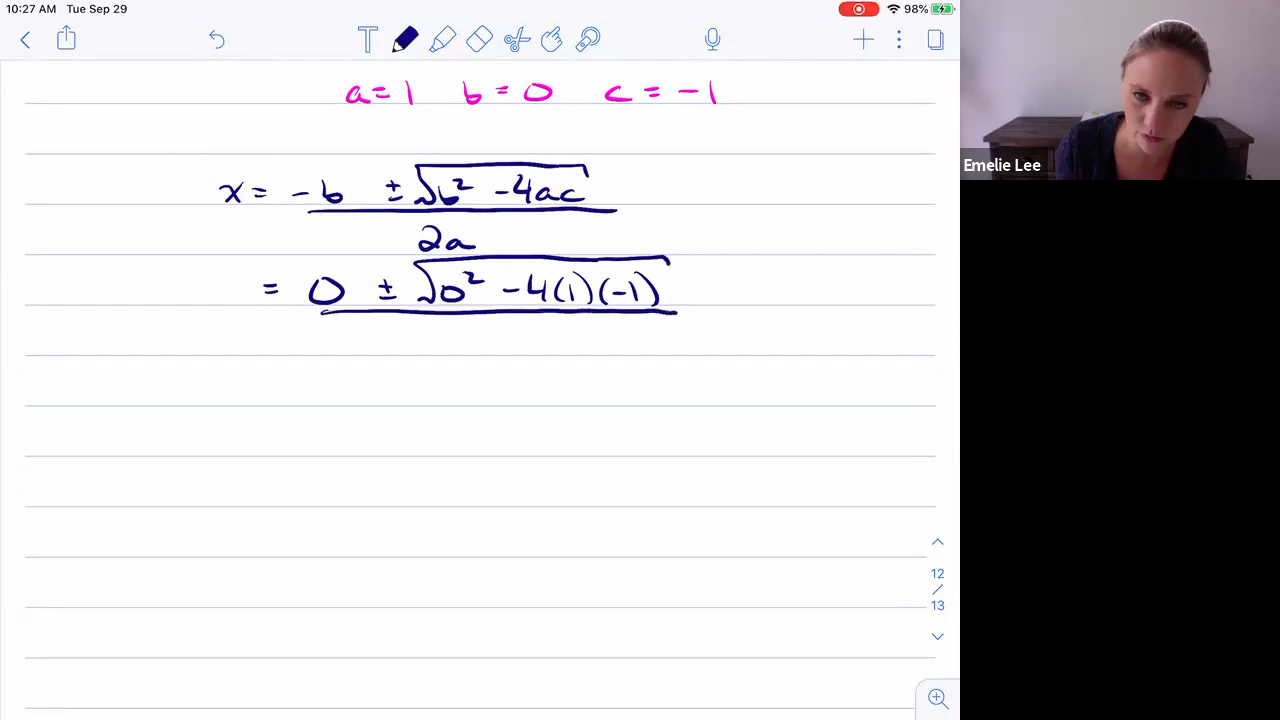 10:27 AM Tue Sep 29
98%
T
a = 1 b = 0 c = -1
Emelie Lee
x = -b ± √b² - 4ac
2a
= 0 ± √0² - 4(1)(-1)
12
/
13